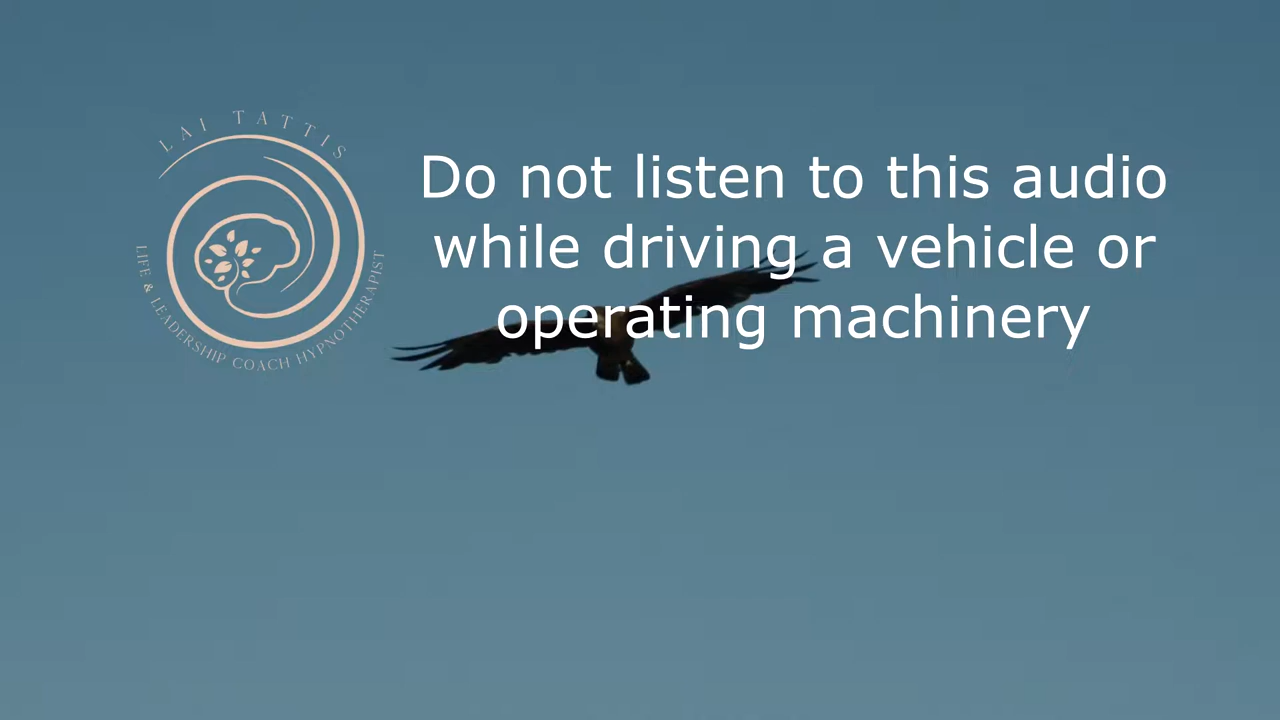 LAI TATTIS
LIFE & LEADERSHIP COACH HYPNOTHERAPIST
Do not listen to this audio
while driving a vehicle or
operating machinery